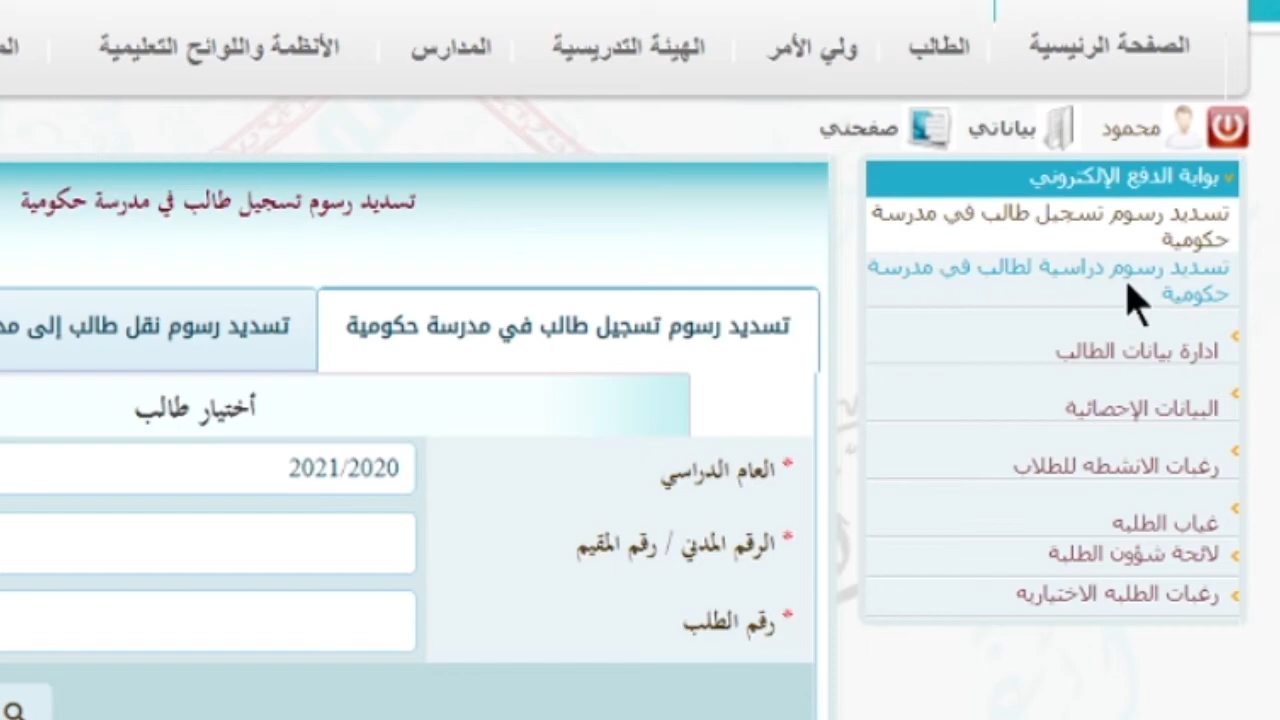 الصفحة الرئيسية
الطالب
ولي الأمر
الهيئة التدريسية
المدارس
الأنظمة واللوائح التعليمية
محمود
بياناتي
صفحتي
بوابة الدفع الإلكتروني
تسديد رسوم تسجيل طالب في مدرسة
حكومية
تسديد رسوم دراسية لطالب في مدرسة
حكومية
ادارة بيانات الطالب
البيانات الإحصائية
رغبات الانشطه للطلاب
غياب الطلبه
لائحة شؤون الطلبة
رغبات الطلبه الاختياريه
تسديد رسوم تسجيل طالب في مدرسة حكومية
تسديد رسوم تسجيل طالب في مدرسة حكومية
تسديد رسوم نقل طالب إلى
أختيار طالب
* العام الدراسي
2021/2020
* الرقم المدني / رقم المقيم
* رقم الطلب